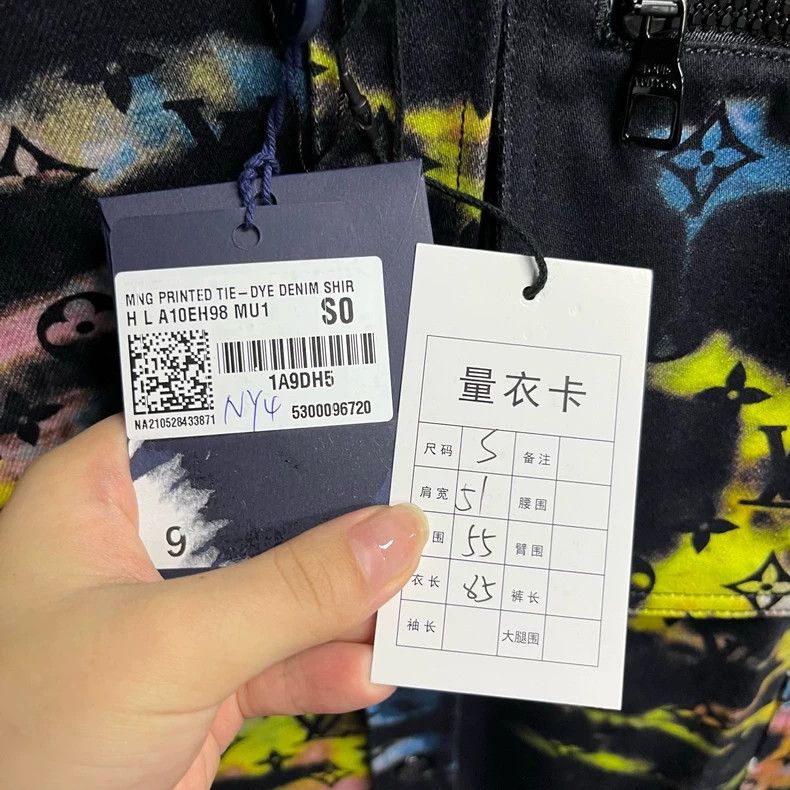 MNG PRINTED TIE-DYE DENIM SHIR
H L A10EH98 MU1 S0
1A9DH5
NA210528433871 NY4 5300096720
9
量衣卡
尺码 S 备注
肩宽 51 腰围
围 55 臂围
衣长 65 裤长
袖长 大腿围